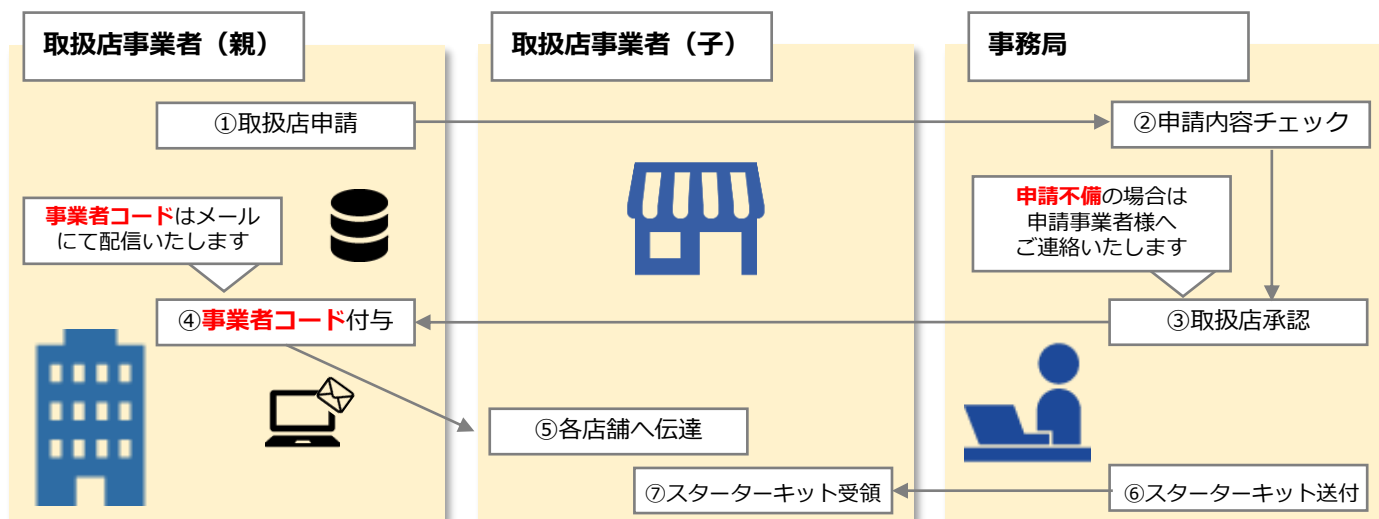 取扱店事業者（親）
取扱店事業者（子）
事務局
①取扱店申請
②申請内容チェック
事業者コードはメール
にて配信いたします
申請不備の場合は
申請事業者様へ
ご連絡いたします
④事業者コード付与
③取扱店承認
⑤各店舗へ伝達
⑦スターターキット受領
⑥スターターキット送付